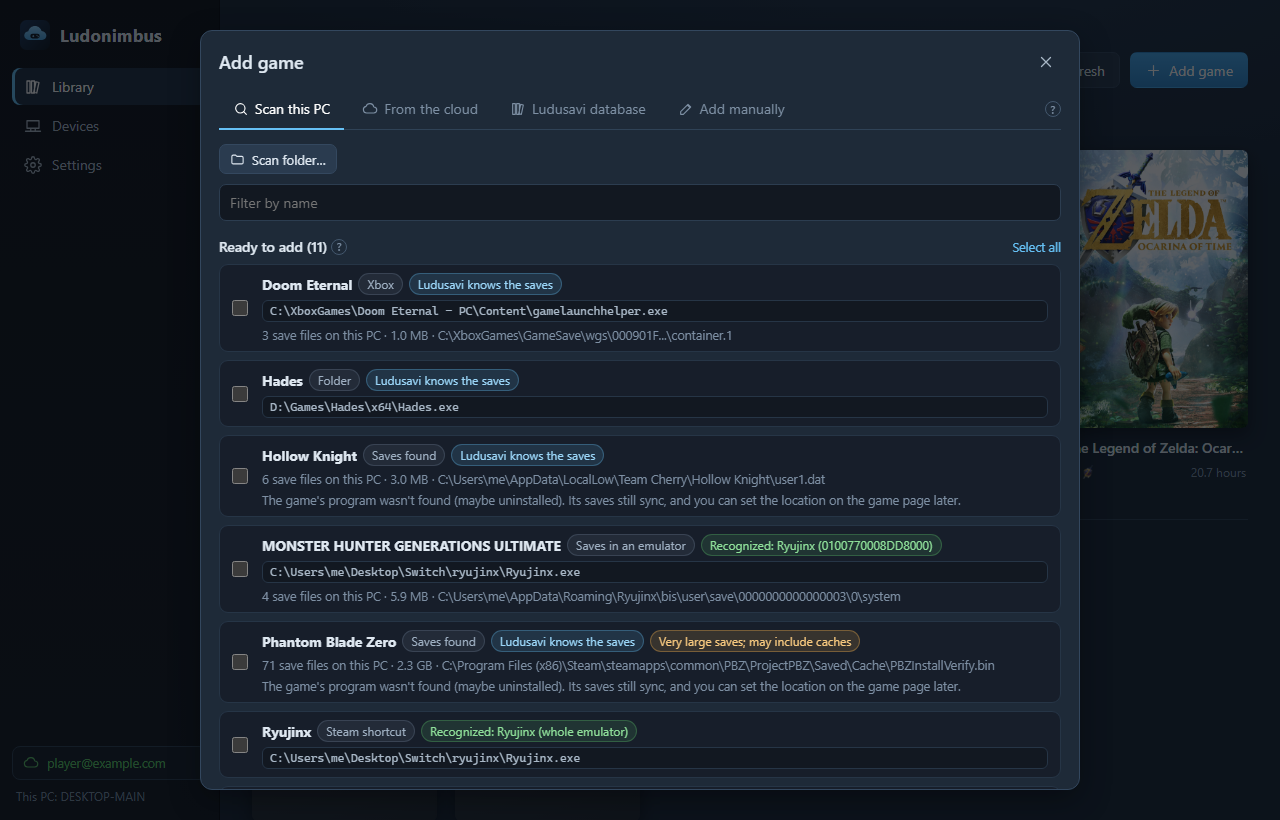 Ludonimbus
Library
Devices
Settings
player@example.com
This PC: DESKTOP-MAIN
Add game
Scan this PC
From the cloud
Ludusavi database
Add manually
?
Scan folder...
Filter by name
Ready to add (11) ?
Select all
Doom Eternal Xbox Ludusavi knows the saves
C:\XboxGames\Doom Eternal - PC\Content\gamelaunchhelper.exe
3 save files on this PC · 1.0 MB · C:\XboxGames\GameSave\wgs\000901F...\container.1
Hades Folder Ludusavi knows the saves
D:\Games\Hades\x64\Hades.exe
Hollow Knight Saves found Ludusavi knows the saves
6 save files on this PC · 3.0 MB · C:\Users\me\AppData\LocalLow\Team Cherry\Hollow Knight\user1.dat
The game's program wasn't found (maybe uninstalled). Its saves still sync, and you can set the location on the game page later.
MONSTER HUNTER GENERATIONS ULTIMATE Saves in an emulator Recognized: Ryujinx (0100770008DD8000)
C:\Users\me\Desktop\Switch\ryujinx\Ryujinx.exe
4 save files on this PC · 5.9 MB · C:\Users\me\AppData\Roaming\Ryujinx\bis\user\save\0000000000000003\0\system
Phantom Blade Zero Saves found Ludusavi knows the saves Very large saves; may include caches
71 save files on this PC · 2.3 GB · C:\Program Files (x86)\Steam\steamapps\common\PBZ\ProjectPBZ\Saved\Cache\PBZInstallVerify.bin
The game's program wasn't found (maybe uninstalled). Its saves still sync, and you can set the location on the game page later.
Ryujinx Steam shortcut Recognized: Ryujinx (whole emulator)
C:\Users\me\Desktop\Switch\ryujinx\Ryujinx.exe
resh
Add game
THE LEGEND OF
ZELDA
OCARINA OF TIME
e Legend of Zelda: Ocar...
20.7 hours